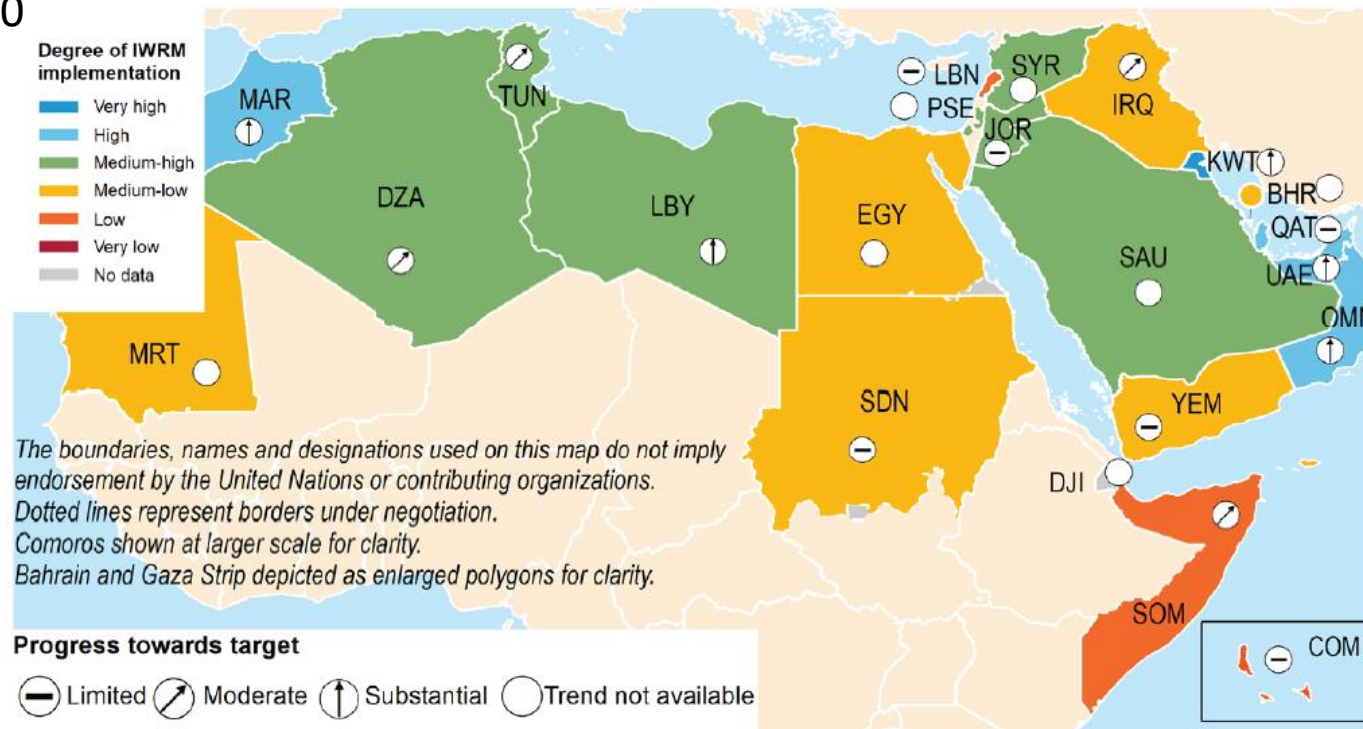 0
Degree of IWRM
implementation
Very high
High
Medium-high
Medium-low
Low
Very low
No data
MAR
TUN
DZA
LBY
EGY
LBN
PSE
SYR
JOR
IRQ
KWT
BHR
QAT
UAE
OMN
SAU
MRT
SDN
YEM
DJI
SOM
COM
The boundaries, names and designations used on this map do not imply
endorsement by the United Nations or contributing organizations.
Dotted lines represent borders under negotiation.
Comoros shown at larger scale for clarity.
Bahrain and Gaza Strip depicted as enlarged polygons for clarity.
Progress towards target
Limited Moderate Substantial Trend not available